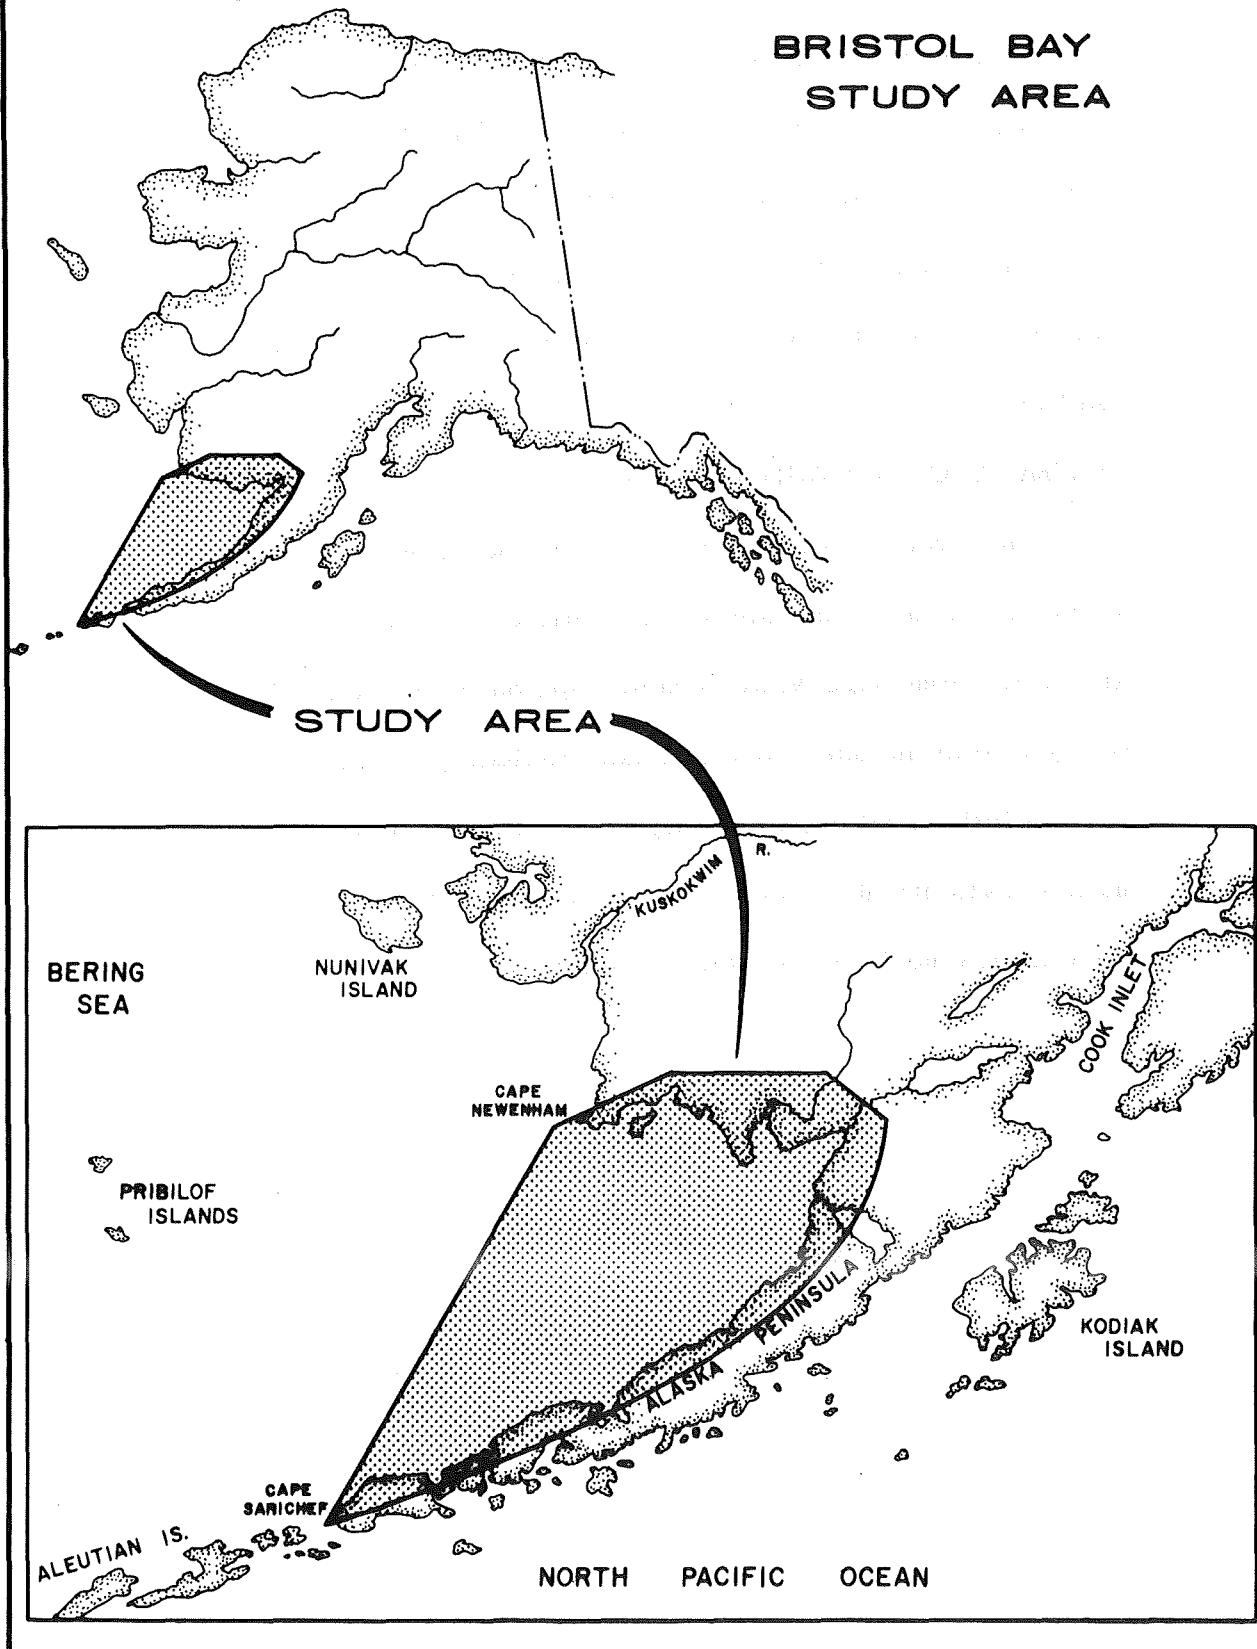 BRISTOL BAY
STUDY AREA
STUDY AREA
KUSKOKWIM R.
BERING
SEA
NUNIVAK
ISLAND
COOK INLET
CAPE
NEWENHAM
PRIBILOF
ISLANDS
ALASKA PENINSULA
KODIAK
ISLAND
CAPE
SARICHEF
ALEUTIAN IS.
NORTH PACIFIC OCEAN